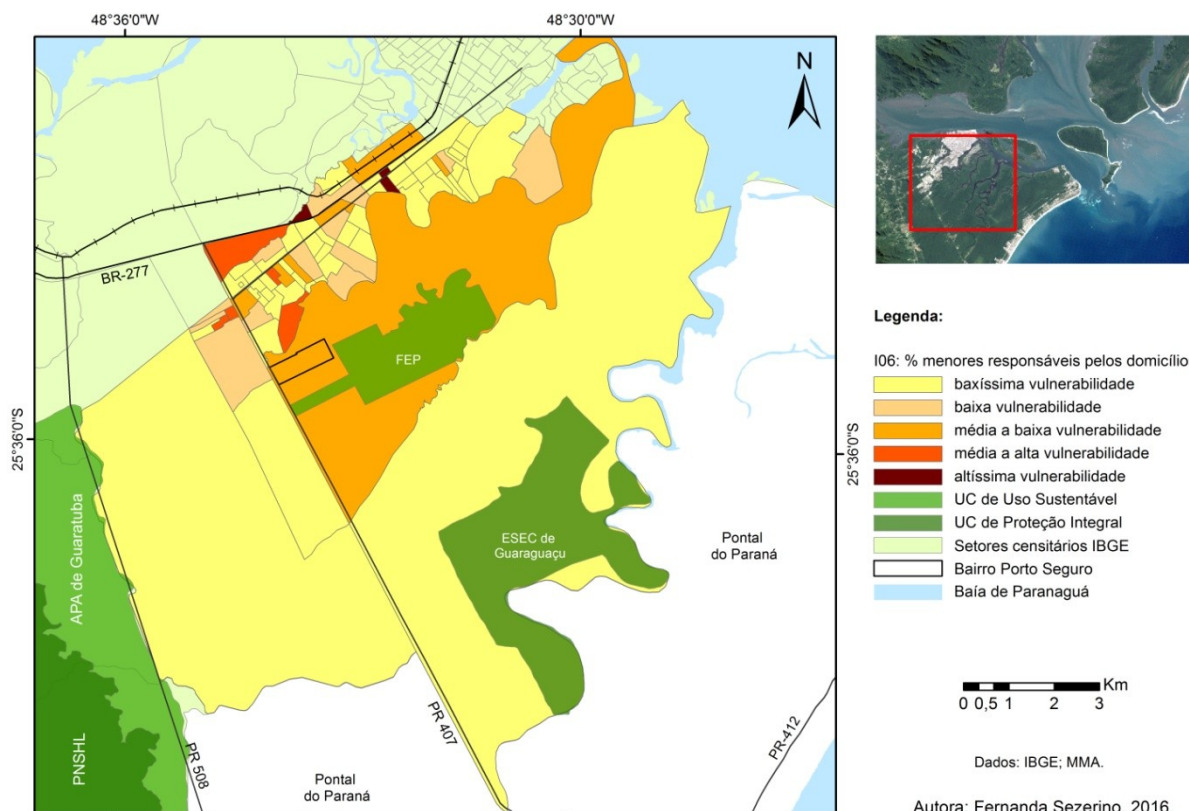 48°36'0"W
48°30'0"W
N
BR-277
FEP
25°36'0"S
25°36'0"S
APA de Guaratuba
ESEC de
Guaraguaçu
Pontal
do Paraná
PNSHL
PR 508
PR 407
PR-412
Pontal
do Paraná
Legenda:
I06: % menores responsáveis pelos domicílio
baxíssima vulnerabilidade
baixa vulnerabilidade
média a baixa vulnerabilidade
média a alta vulnerabilidade
altíssima vulnerabilidade
UC de Uso Sustentável
UC de Proteção Integral
Setores censitários IBGE
Bairro Porto Seguro
Baía de Paranaguá
Km
0 0,5 1 2 3
Dados: IBGE; MMA.
Autora: Fernanda Sezerino, 2016